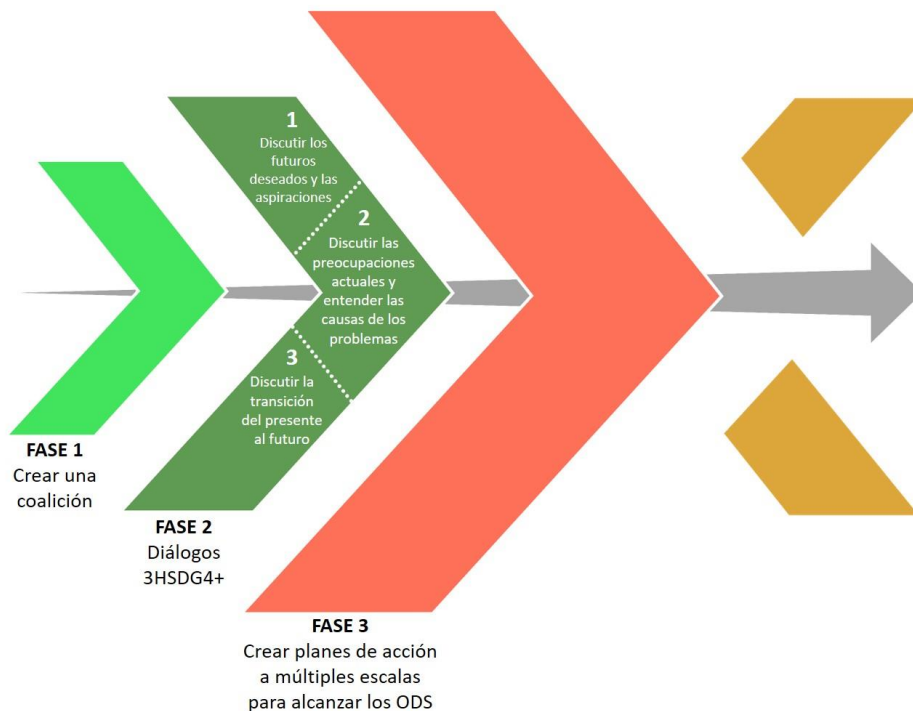 1
Discutir los
futuros
deseados y las
aspiraciones
2
Discutir las
preocupaciones
actuales y
entender las
causas de los
problemas
3
Discutir la
transición
del presente
al futuro
FASE 1
Crear una
coalición
FASE 2
Diálogos
3HSDG4+
FASE 3
Crear planes de acción
a múltiples escalas
para alcanzar los ODS